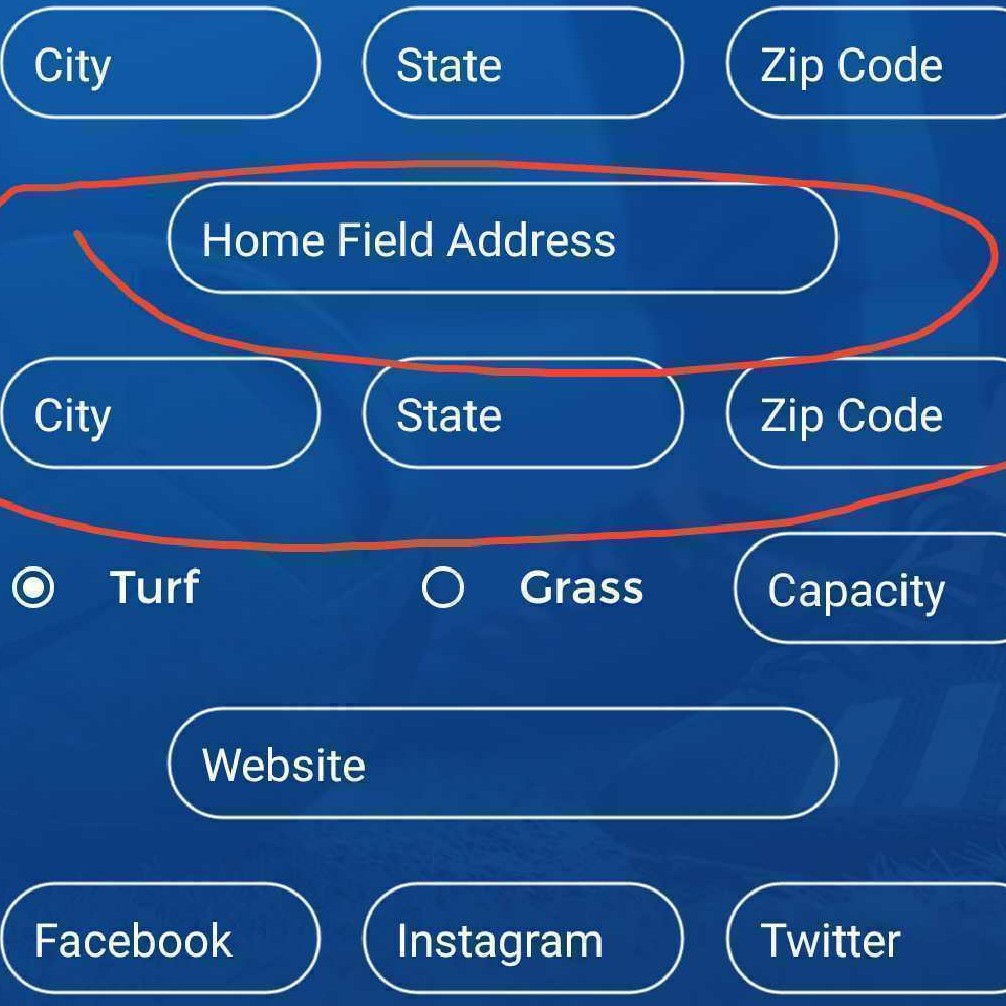 City State Zip Code
Home Field Address
City State Zip Code
Turf Grass Capacity
Website
Facebook Instagram Twitter